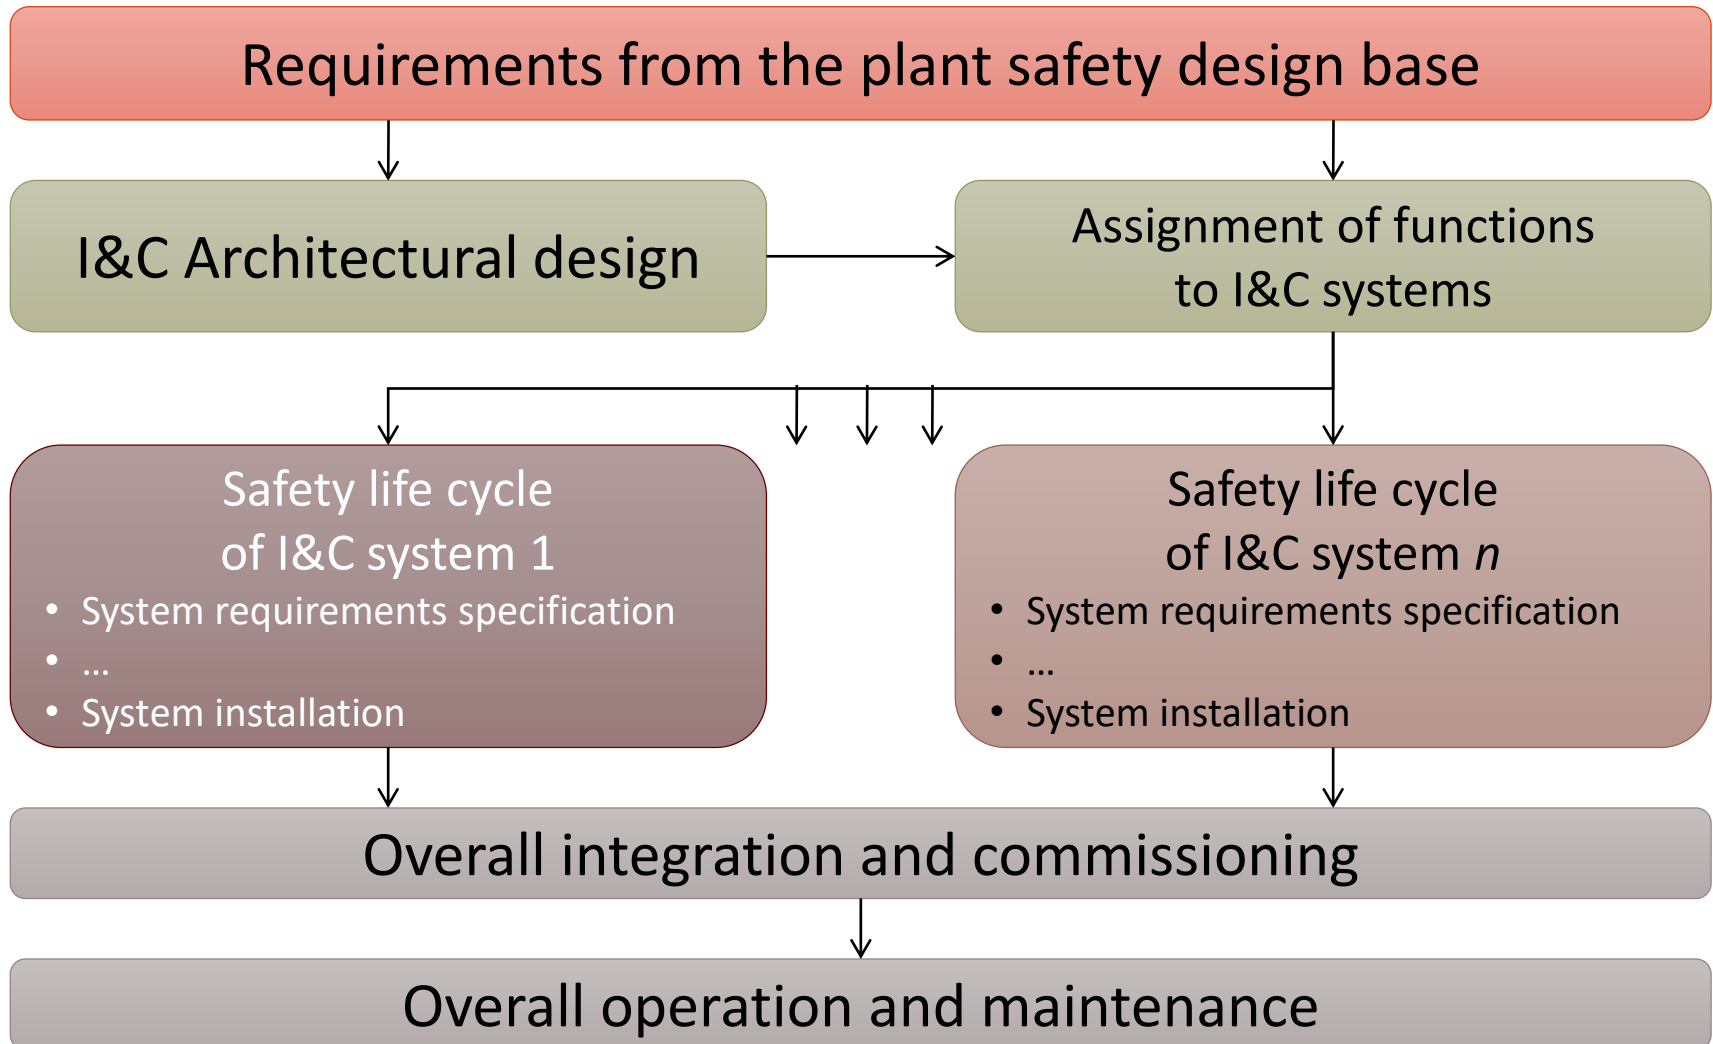 Requirements from the plant safety design base
I&C Architectural design
Assignment of functions
to I&C systems
Safety life cycle
of I&C system 1
• System requirements specification
• ...
• System installation
Safety life cycle
of I&C system n
• System requirements specification
• ...
• System installation
Overall integration and commissioning
Overall operation and maintenance